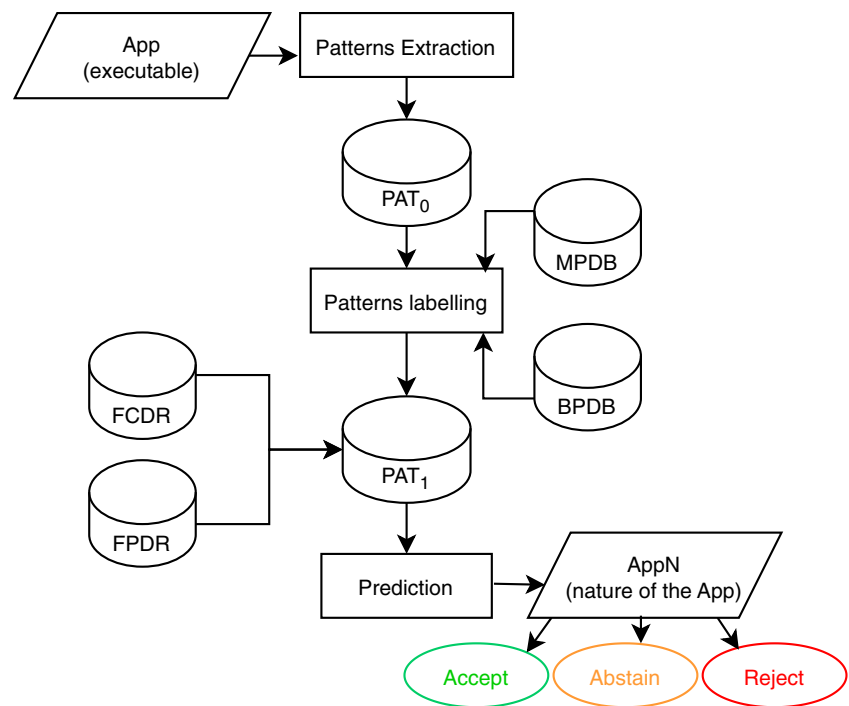 App
(executable)
Patterns Extraction
PAT₀
MPDB
Patterns labelling
BPDB
FCDR
PAT₁
FPDR
Prediction
AppN
(nature of the App)
Accept
Abstain
Reject